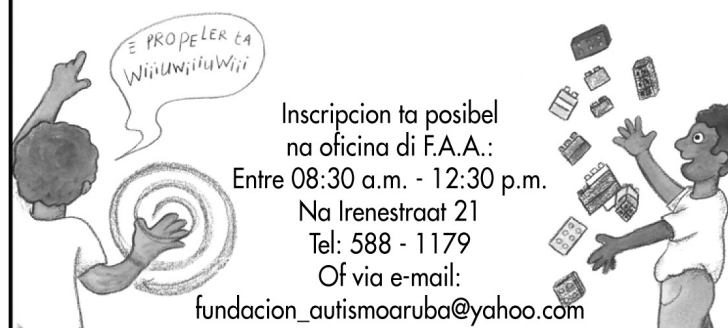 E PROPELER ta
WiiiUWiiiuWiii
Inscripcion ta posibel
na oficina di F.A.A.:
Entre 08:30 a.m. - 12:30 p.m.
Na Irenestraat 21
Tel: 588 - 1179
Of via e-mail:
fundacion_autismoaruba@yahoo.com